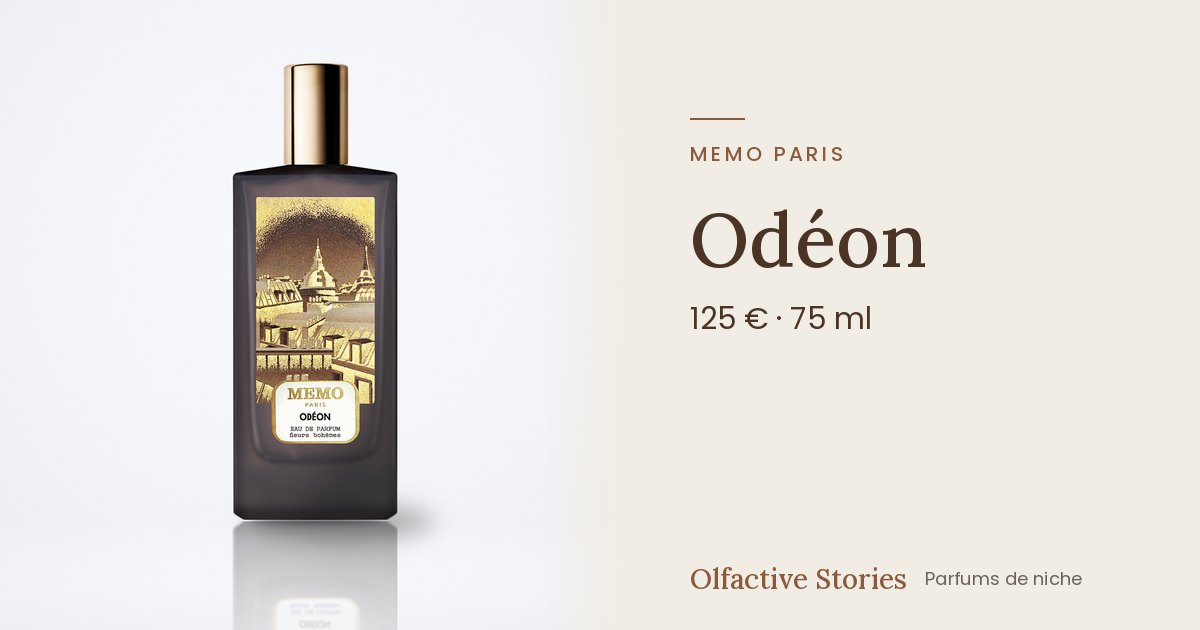 MEMO
PARIS
ODÉON
EAU DE PARFUM
fleurs bohèmes
MEMO PARIS
Odéon
125 € · 75 ml
Olfactive Stories Parfums de niche